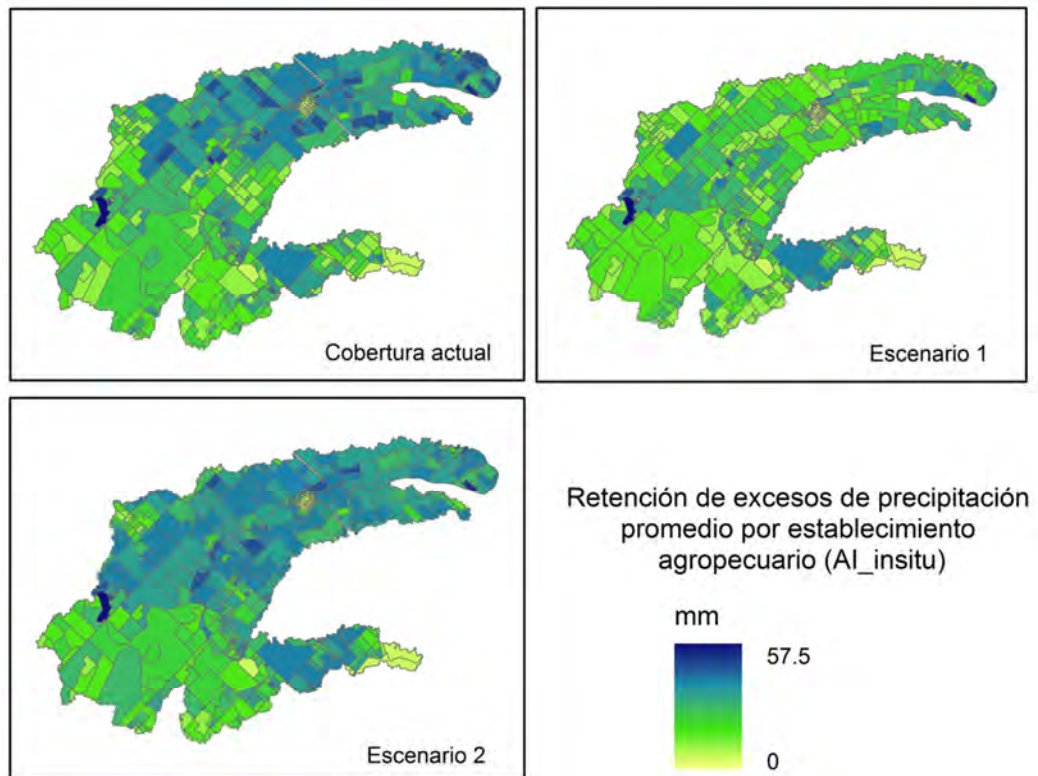 Cobertura actual
Escenario 1
Escenario 2
Retención de excesos de precipitación
promedio por establecimiento
agropecuario (AI_insitu)
mm
57.5
0